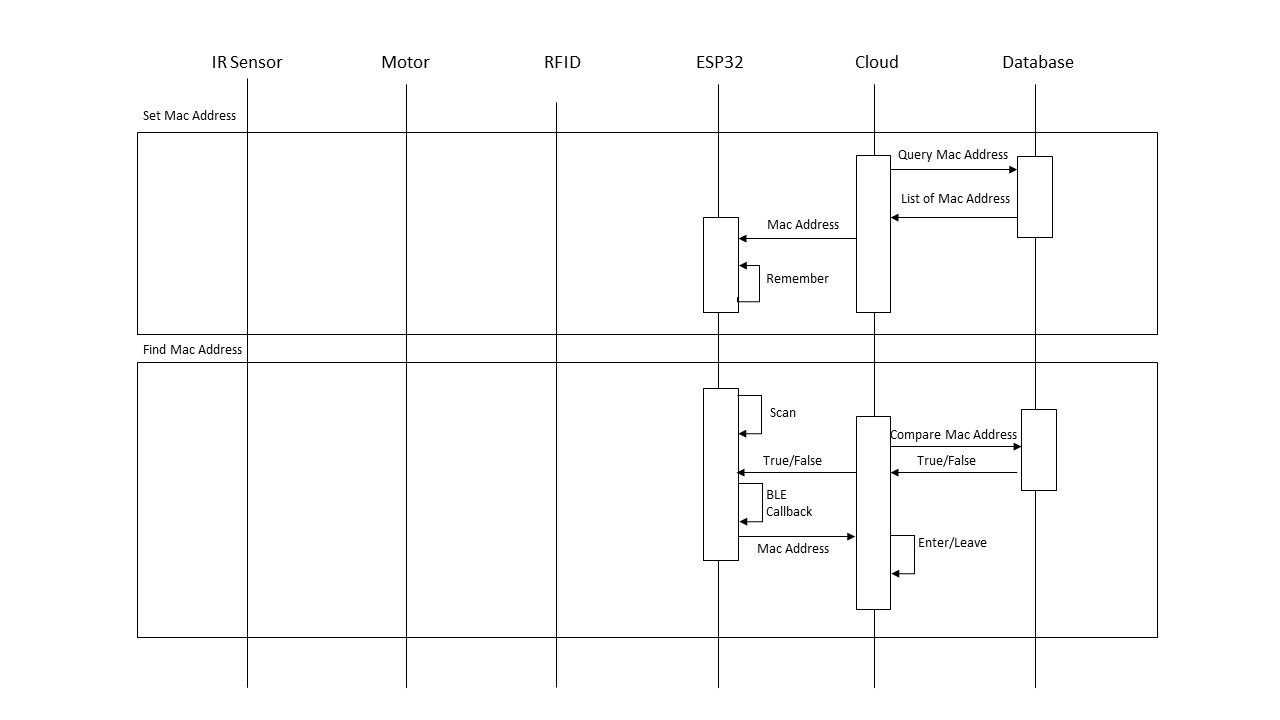 IR Sensor
Motor
RFID
ESP32
Cloud
Database
Set Mac Address
Query Mac Address
List of Mac Address
Mac Address
Remember
Find Mac Address
Scan
Compare Mac Address
True/False
True/False
BLE
Callback
Mac Address
Enter/Leave